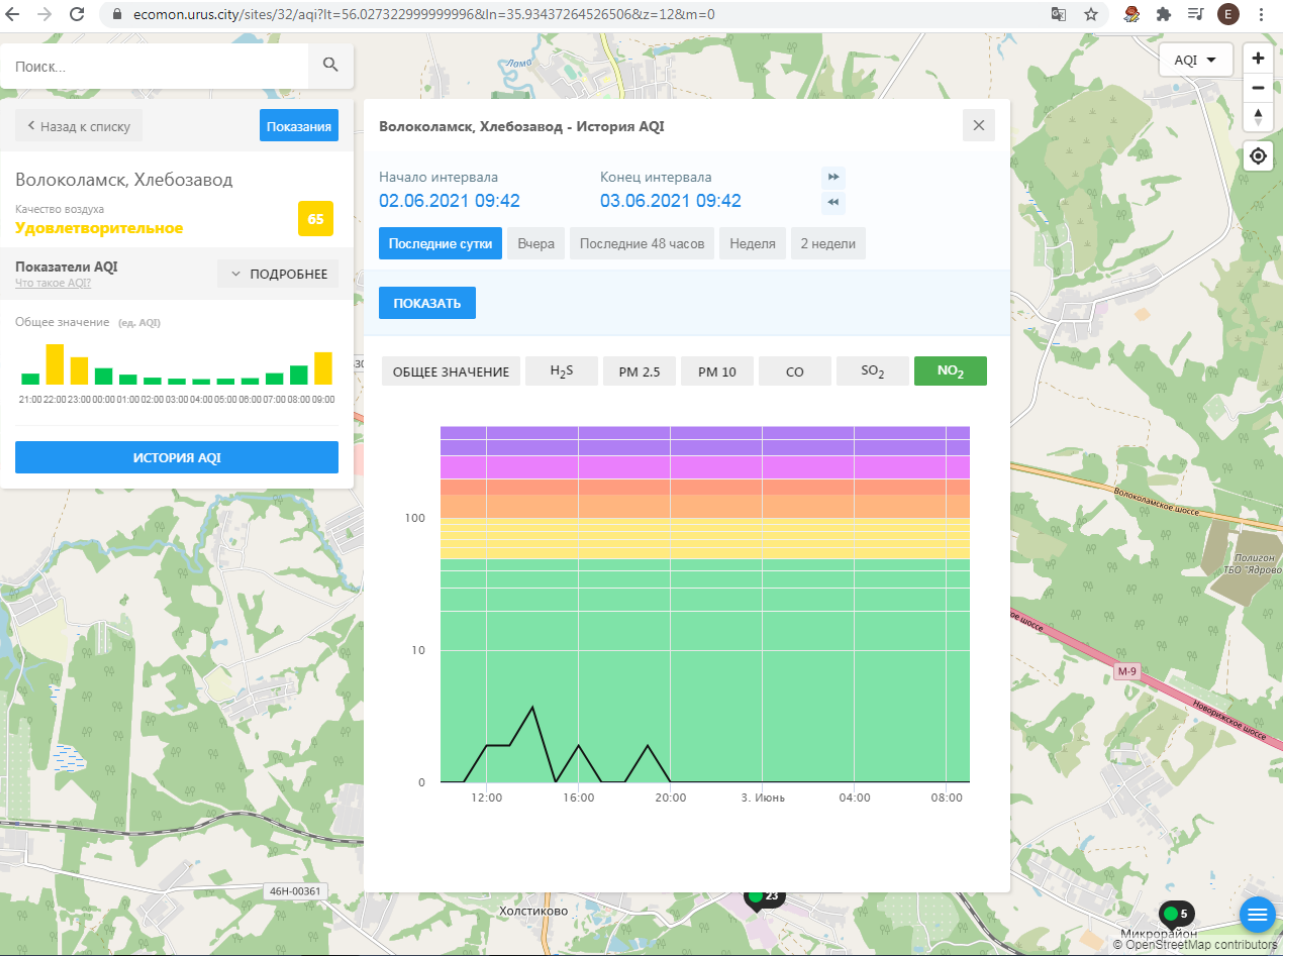 ecomon.urus.city/sites/32/aqi?lt=56.027322999999996&ln=35.93437264526506&z=12&m=0
E
Поиск...
AQI
Лама
Назад к списку
Показания
Волоколамск, Хлебозавод - История AQI
Волоколамск, Хлебозавод
Качество воздуха
Удовлетворительное
65
Начало интервала
Конец интервала
02.06.2021 09:42
03.06.2021 09:42
Последние сутки
Вчера
Последние 48 часов
Неделя
2 недели
Показатели AQI
Что такое AQI?
ПОДРОБНЕЕ
ПОКАЗАТЬ
Общее значение (ед. AQI)
21:00 22:00 23:00 00:00 01:00 02:00 03:00 04:00 05:00 06:00 07:00 08:00 09:00
ИСТОРИЯ AQI
ОБЩЕЕ ЗНАЧЕНИЕ
H2S
PM 2.5
PM 10
CO
SO2
NO2
100
10
0
12:00
16:00
20:00
3. Июнь
04:00
08:00
Волоколамское шоссе
Полигон
ТБО "Ядрово
М-9
Новорижское шоссе
46Н-00361
Холстиково
23
5
Микрорайон
© OpenStreetMap contributors